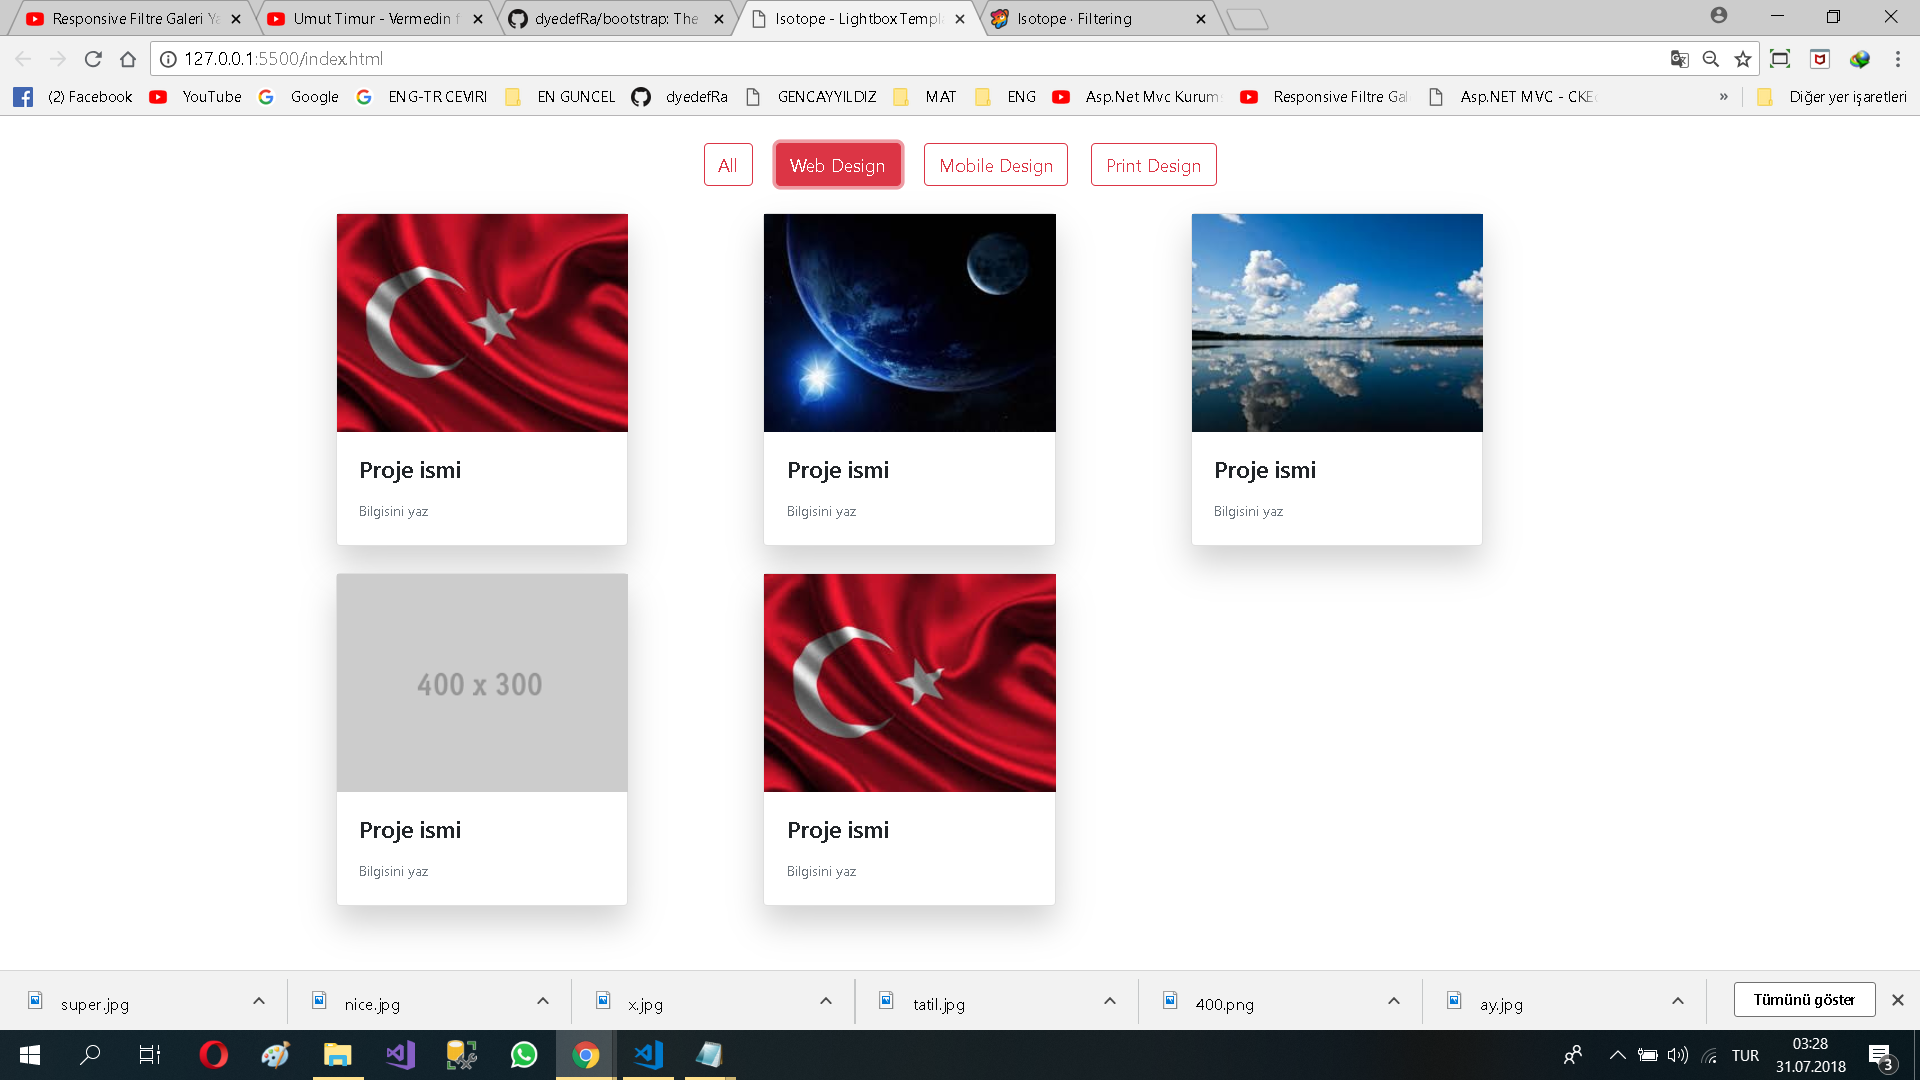 Responsive Filtre Galeri Ya
Umut Timur - Vermedin f
dyedefRa/bootstrap: The
Isotope - Lightbox Templ
Isotope · Filtering
127.0.0.1:5500/index.html
(2) Facebook
YouTube
Google
ENG-TR CEVIRI
EN GUNCEL
dyedefRa
GENCAYYILDIZ
MAT
ENG
Asp.Net Mvc Kurum
Responsive Filtre Ga
Asp.NET MVC - CKE
»
Diğer yer işaretleri
All
Web Design
Mobile Design
Print Design
Proje ismi
Bilgisini yaz
Proje ismi
Bilgisini yaz
Proje ismi
Bilgisini yaz
400 x 300
Proje ismi
Bilgisini yaz
Proje ismi
Bilgisini yaz
super.jpg
nice.jpg
x.jpg
tatil.jpg
400.png
ay.jpg
Tümünü göster
TUR
03:28
31.07.2018
3